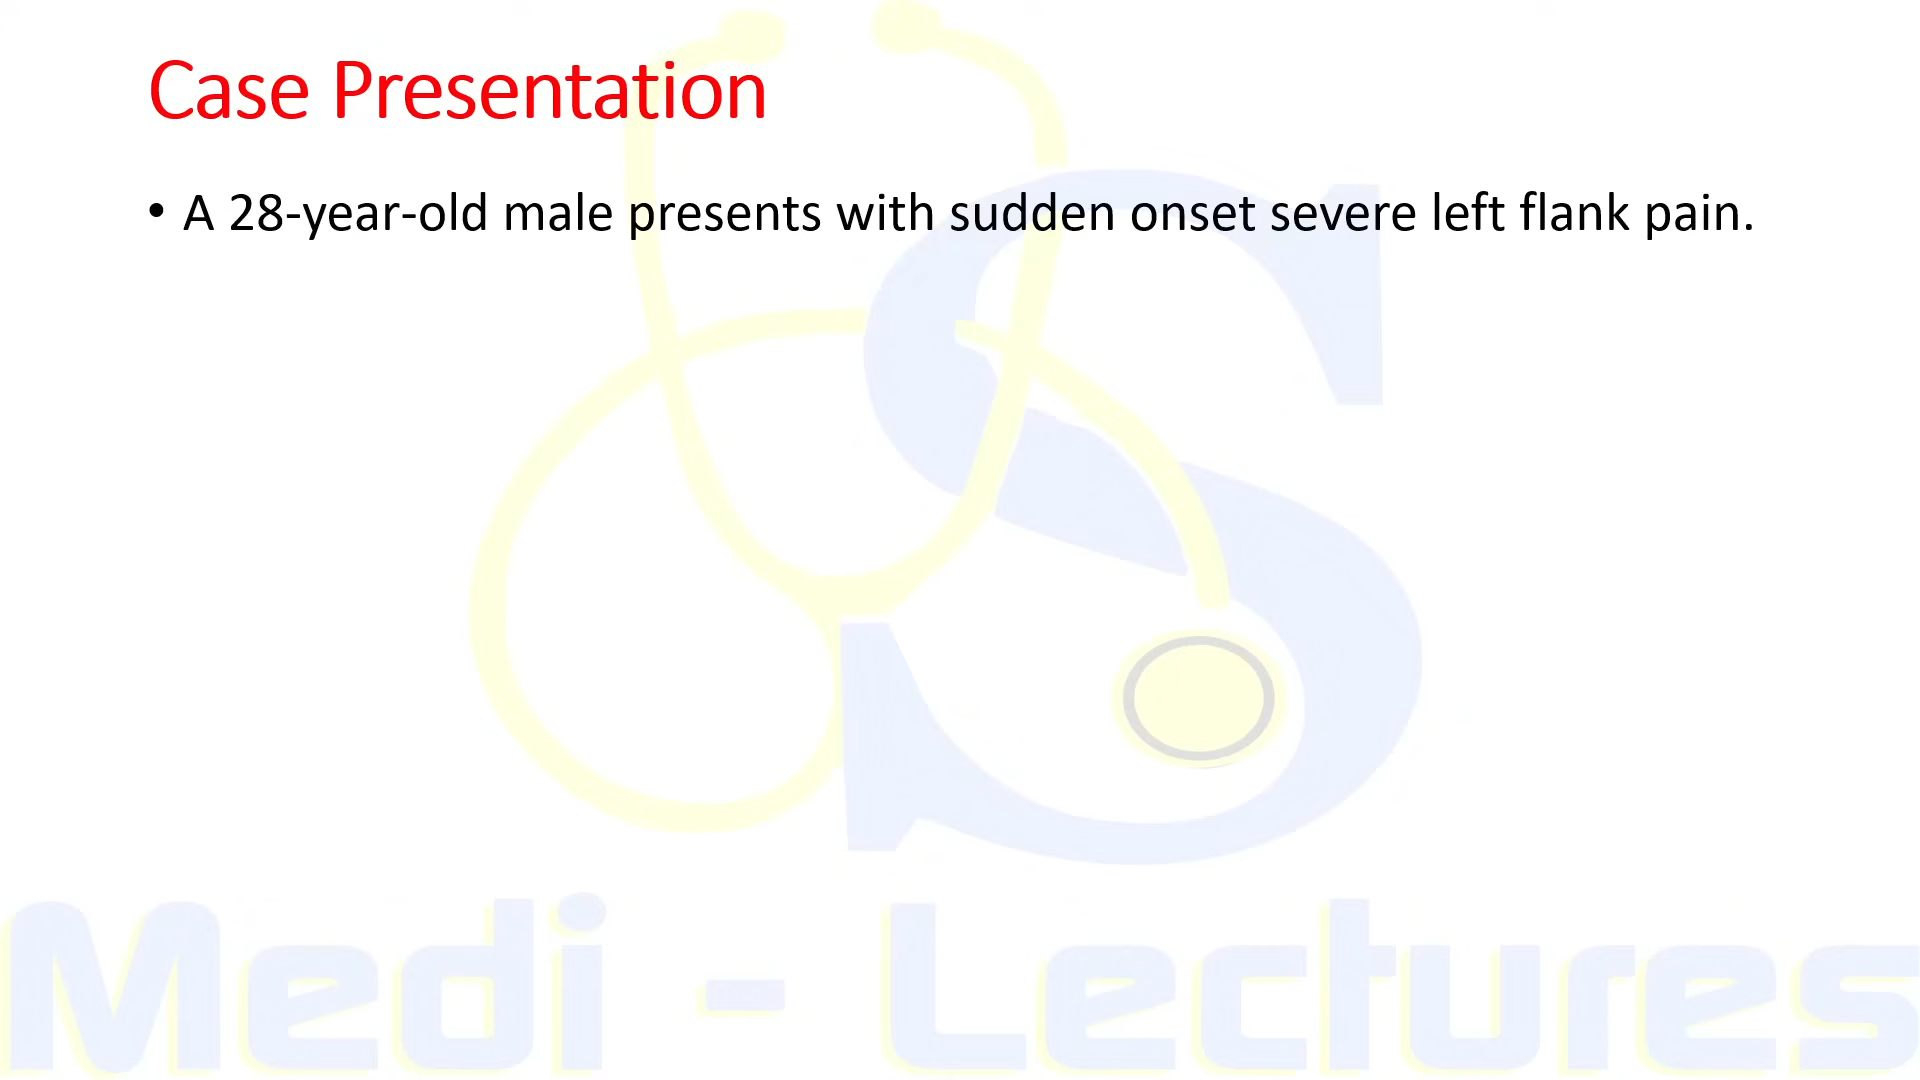 Case Presentation
• A 28-year-old male presents with sudden onset severe left flank pain.
S
Medi - Lectures